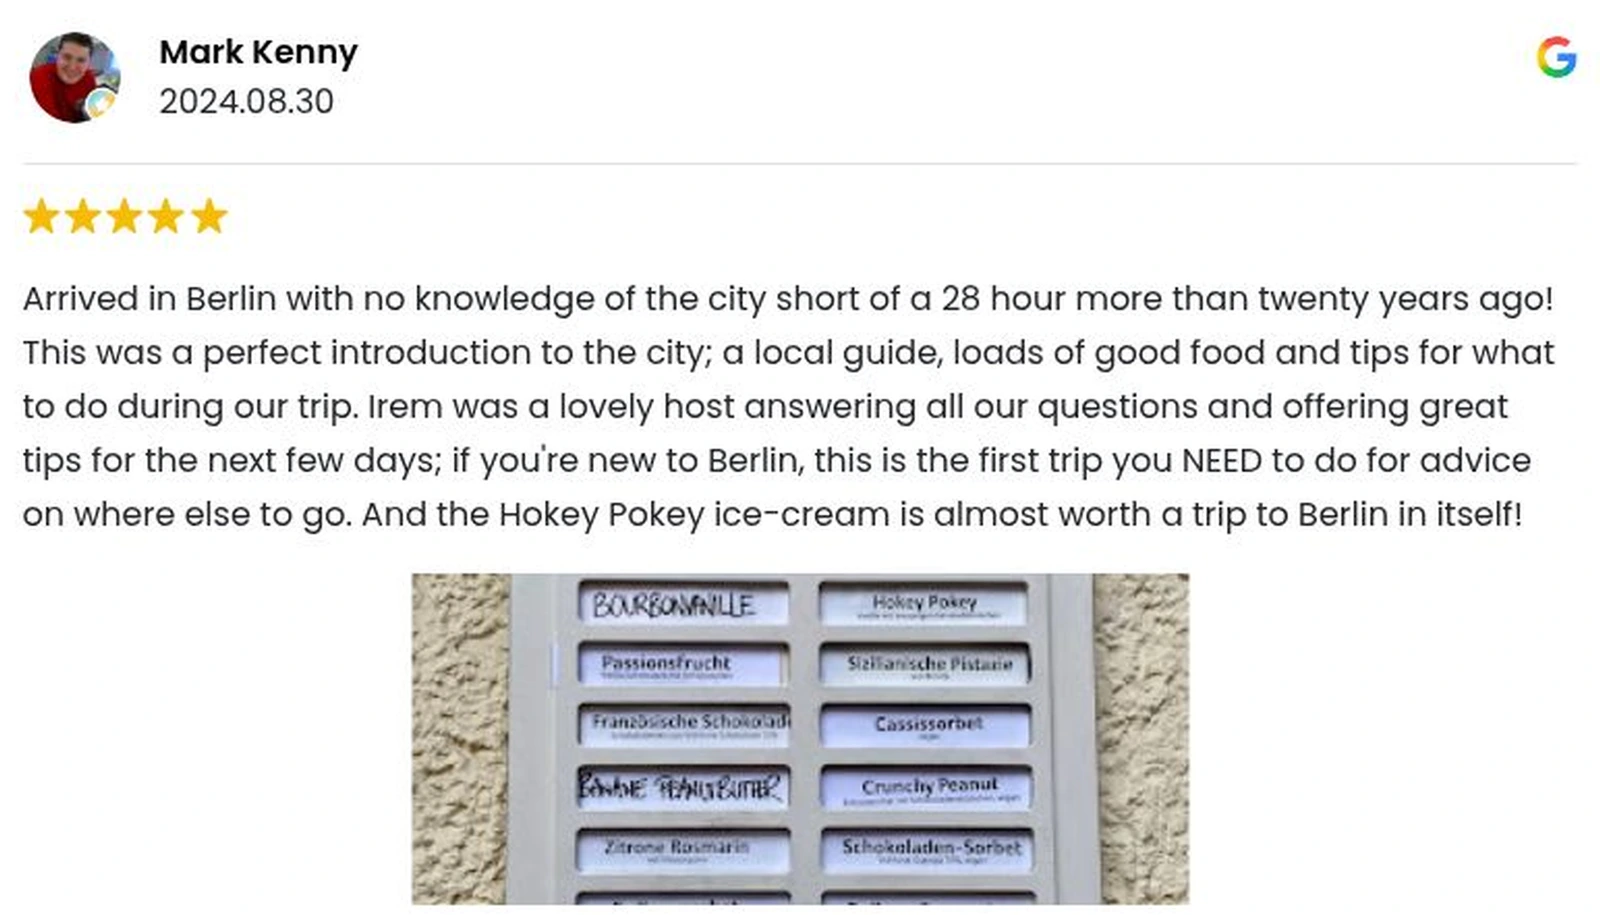 Mark Kenny
2024.08.30
Arrived in Berlin with no knowledge of the city short of a 28 hour more than twenty years ago!
This was a perfect introduction to the city; a local guide, loads of good food and tips for what
to do during our trip. Irem was a lovely host answering all our questions and offering great
tips for the next few days; if you're new to Berlin, this is the first trip you NEED to do for advice
on where else to go. And the Hokey Pokey ice-cream is almost worth a trip to Berlin in itself!
BOURBONVANILLE
Hokey Pokey
Passionsfrucht
Sizilianische Pistazie
Französische Schokolad
Cassissorbet
vegan
BANANE PEANUTBUTTER
Crunchy Peanut
Zitrone Rosmarin
Schokoladen-Sorbet